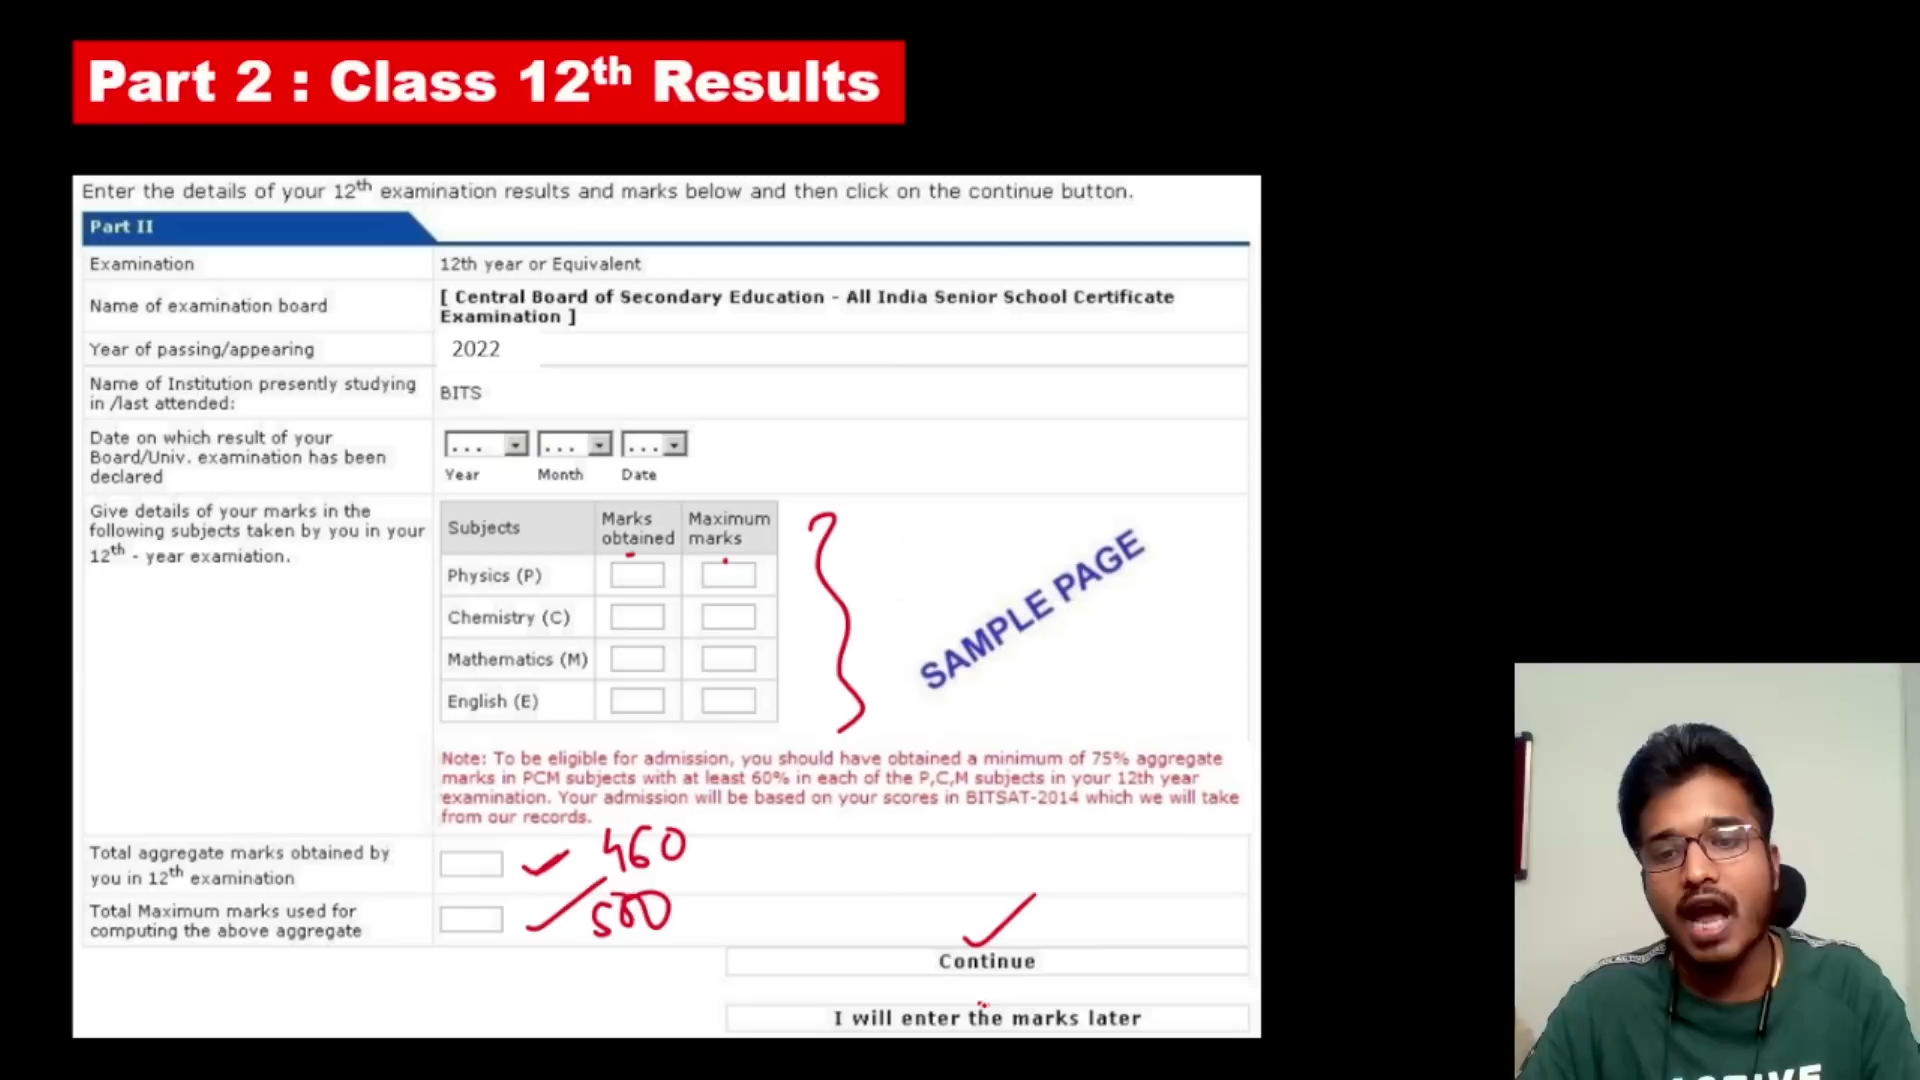 Part 2 : Class 12th Results
Enter the details of your 12th examination results and marks below and then click on the continue button.
Part II
Examination
12th year or Equivalent
Name of examination board
[ Central Board of Secondary Education - All India Senior School Certificate
Examination ]
Year of passing/appearing
2022
Name of Institution presently studying
in /last attended:
BITS
Date on which result of your
Board/Univ. examination has been
declared
... ... ...
Year Month Date
Give details of your marks in the
following subjects taken by you in your
12th - year examiation.
Subjects
Marks
obtained
Maximum
marks
Physics (P)
Chemistry (C)
Mathematics (M)
English (E)
SAMPLE PAGE
Note: To be eligible for admission, you should have obtained a minimum of 75% aggregate
marks in PCM subjects with at least 60% in each of the P,C,M subjects in your 12th year
examination. Your admission will be based on your scores in BITSAT-2014 which we will take
from our records.
Total aggregate marks obtained by
you in 12th examination
460
Total Maximum marks used for
computing the above aggregate
500
Continue
I will enter the marks later